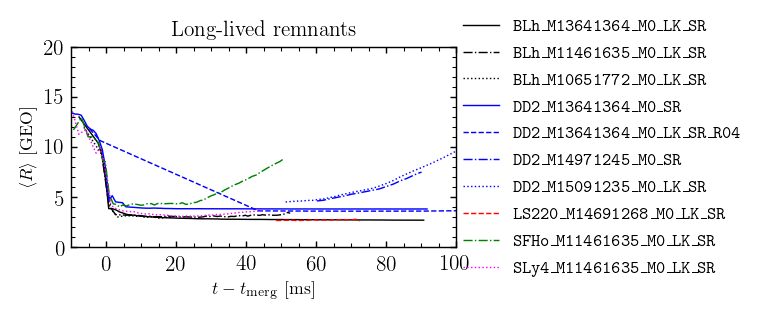 Long-lived remnants
20
15
10
5
0
⟨R⟩ [GEO]
0 20 40 60 80 100
t − tmerg [ms]
BLh_M13641364_M0_LK_SR
BLh_M11461635_M0_LK_SR
BLh_M10651772_M0_LK_SR
DD2_M13641364_M0_SR
DD2_M13641364_M0_LK_SR_R04
DD2_M14971245_M0_SR
DD2_M15091235_M0_LK_SR
LS220_M14691268_M0_LK_SR
SFHo_M11461635_M0_LK_SR
SLy4_M11461635_M0_LK_SR